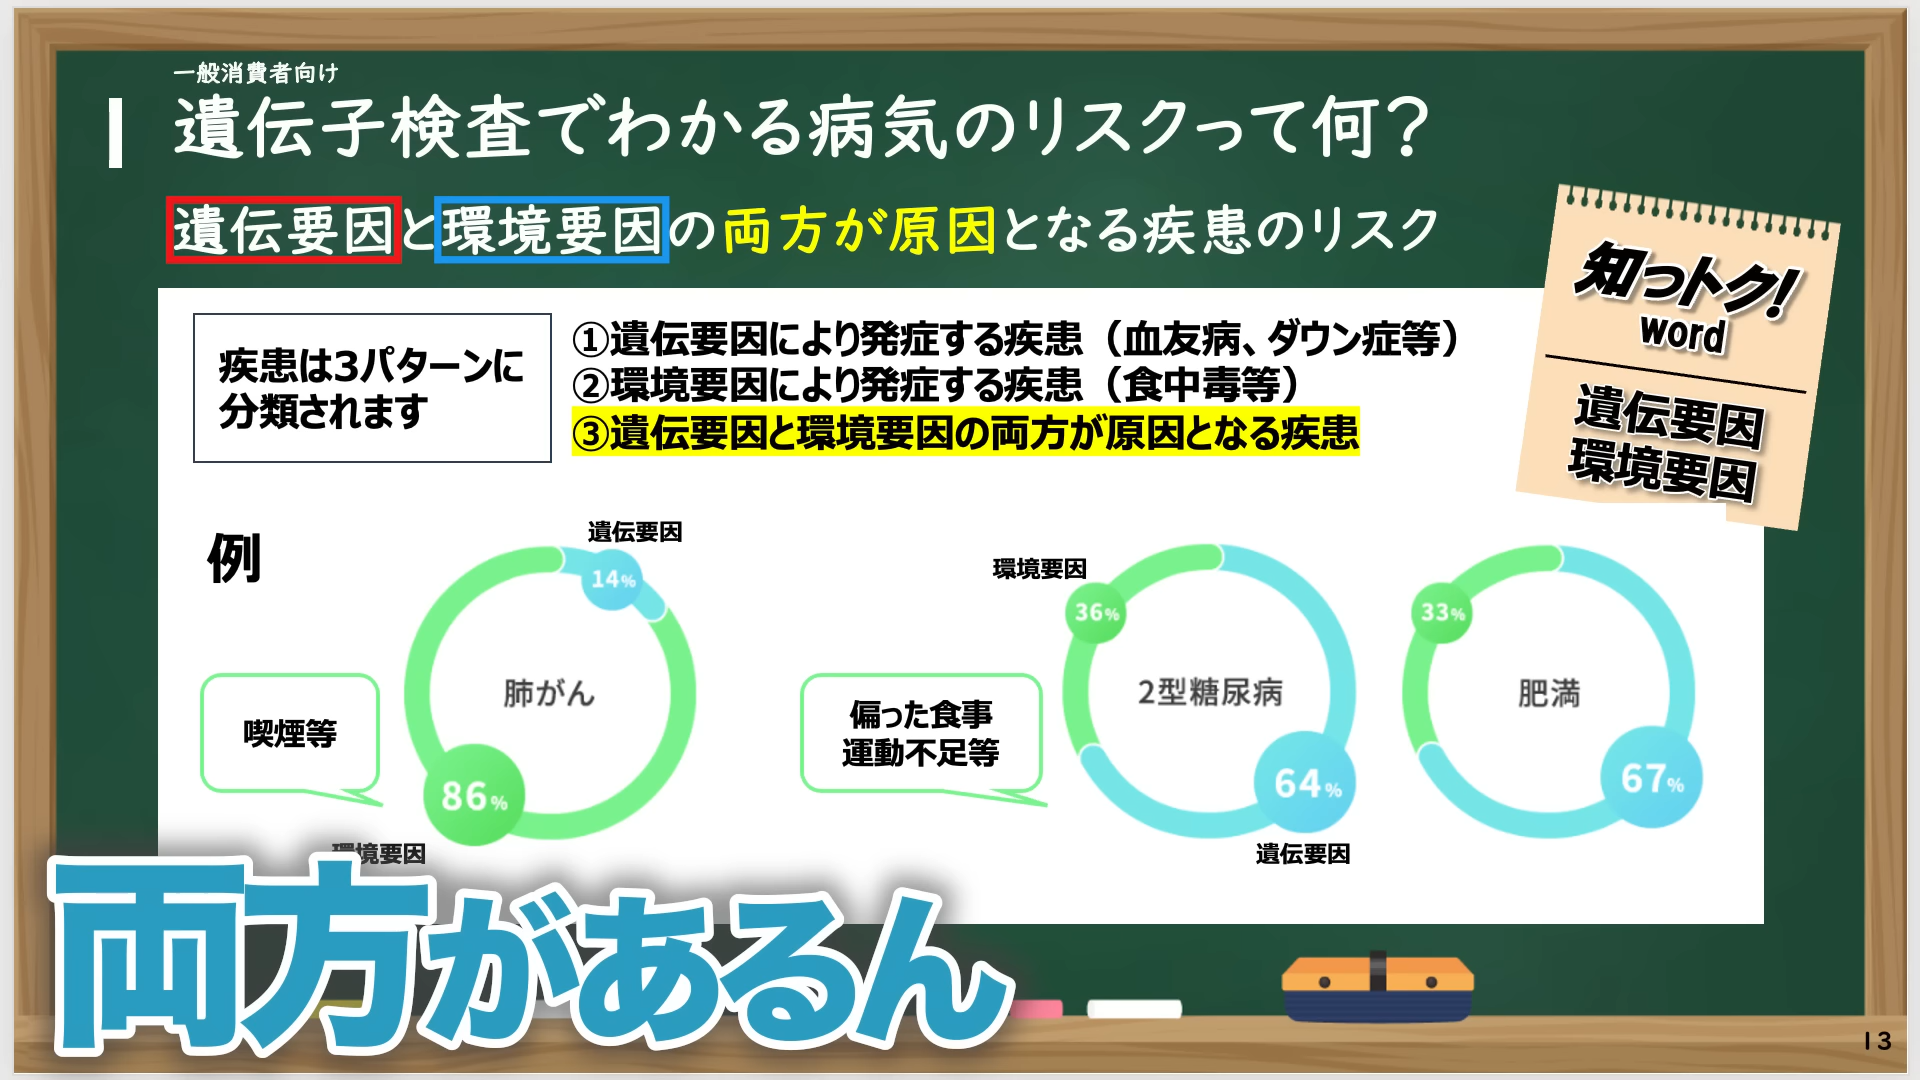 一般消費者向け
遺伝子検査でわかる病気のリスクって何？
遺伝要因と環境要因の両方が原因となる疾患のリスク
知っトク!
word
遺伝要因
環境要因
疾患は3パターンに
分類されます
①遺伝要因により発症する疾患（血友病、ダウン症等）
②環境要因により発症する疾患（食中毒等）
③遺伝要因と環境要因の両方が原因となる疾患
例
遺伝要因
14%
肺がん
喫煙等
86%
環境要因
環境要因
36%
2型糖尿病
偏った食事
運動不足等
64%
遺伝要因
33%
肥満
67%
両方があるん
13